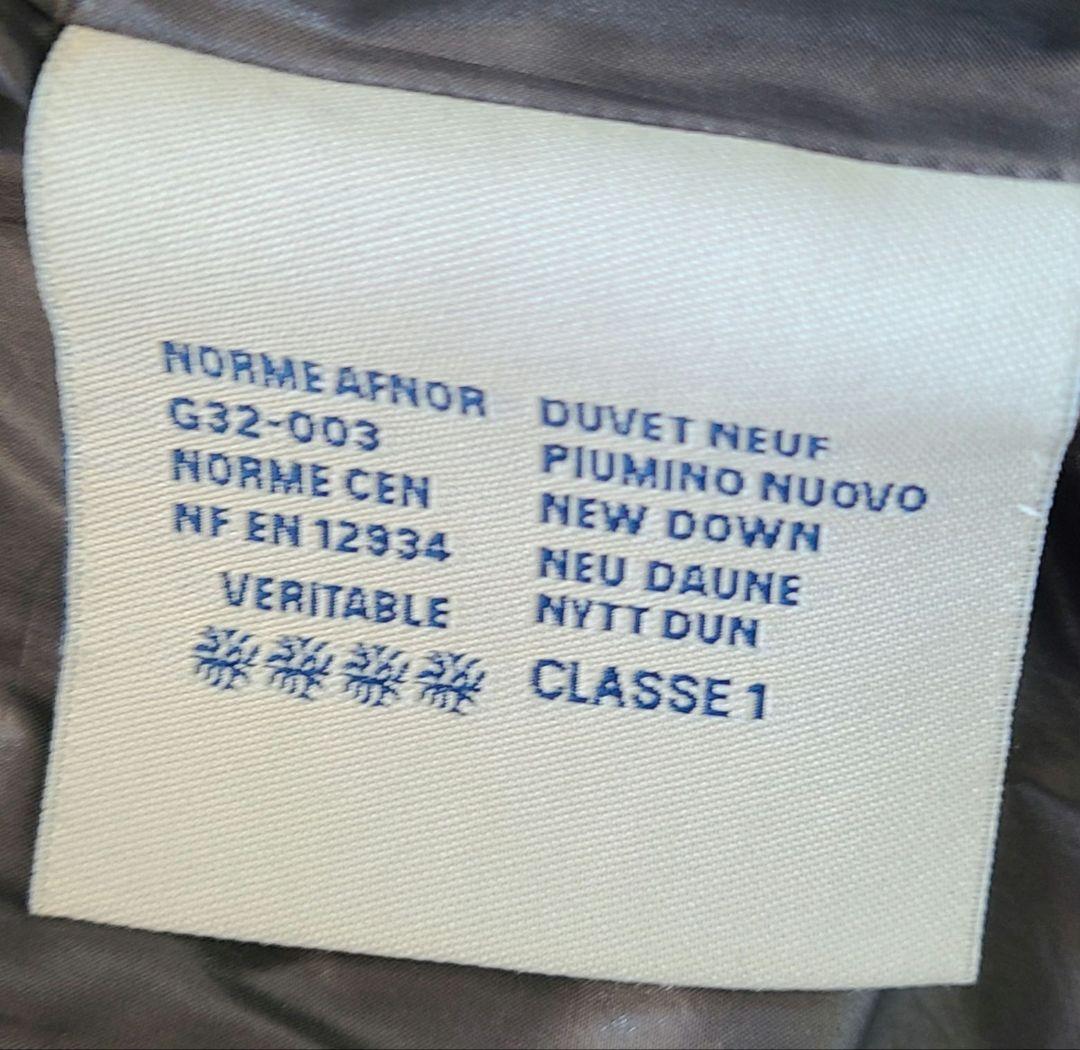 NORME AFNOR
G32-003
NORME CEN
NF EN 12934
VERITABLE
DUVET NEUF
PIUMINO NUOVO
NEW DOWN
NEU DAUNE
NYTT DUN
CLASSE 1